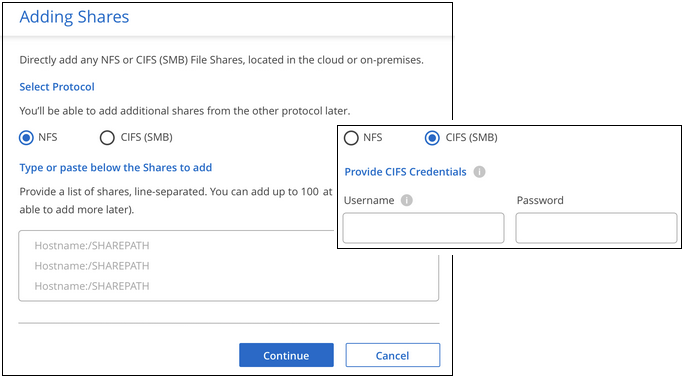 Adding Shares
Directly add any NFS or CIFS (SMB) File Shares, located in the cloud or on-premises.
Select Protocol
You'll be able to add additional shares from the other protocol later.
NFS CIFS (SMB)
Type or paste below the Shares to add
Provide a list of shares, line-separated. You can add up to 100 at
able to add more later).
Hostname:/SHAREPATH
Hostname:/SHAREPATH
Hostname:/SHAREPATH
Continue Cancel
NFS CIFS (SMB)
Provide CIFS Credentials i
Username i Password